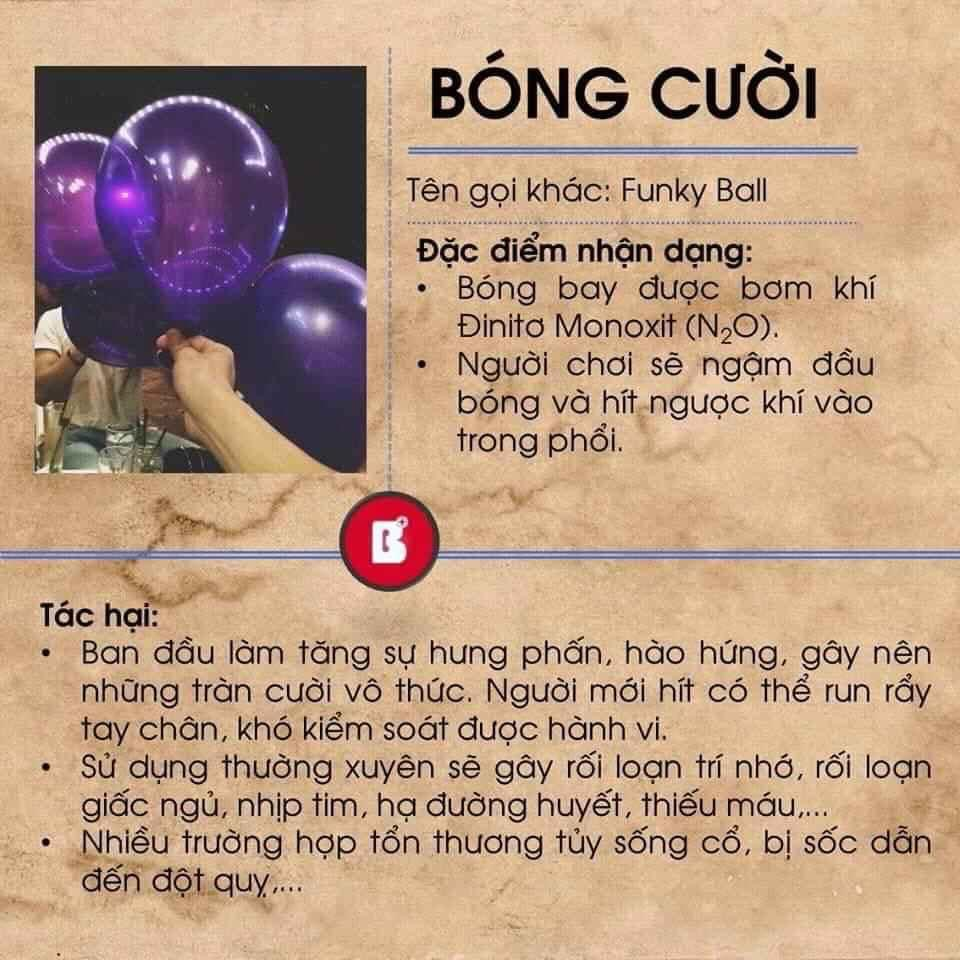 BÓNG CƯỜI
Tên gọi khác: Funky Ball
Đặc điểm nhận dạng:
• Bóng bay được bơm khí
Đinitơ Monoxit (N₂O).
• Người chơi sẽ ngậm đầu
bóng và hít ngược khí vào
trong phổi.
B+
Tác hại:
• Ban đầu làm tăng sự hưng phấn, hào hứng, gây nên
những tràn cười vô thức. Người mới hít có thể run rẩy
tay chân, khó kiểm soát được hành vi.
• Sử dụng thường xuyên sẽ gây rối loạn trí nhớ, rối loạn
giấc ngủ, nhịp tim, hạ đường huyết, thiếu máu,...
• Nhiều trường hợp tổn thương tủy sống cổ, bị sốc dẫn
đến đột quỵ,...